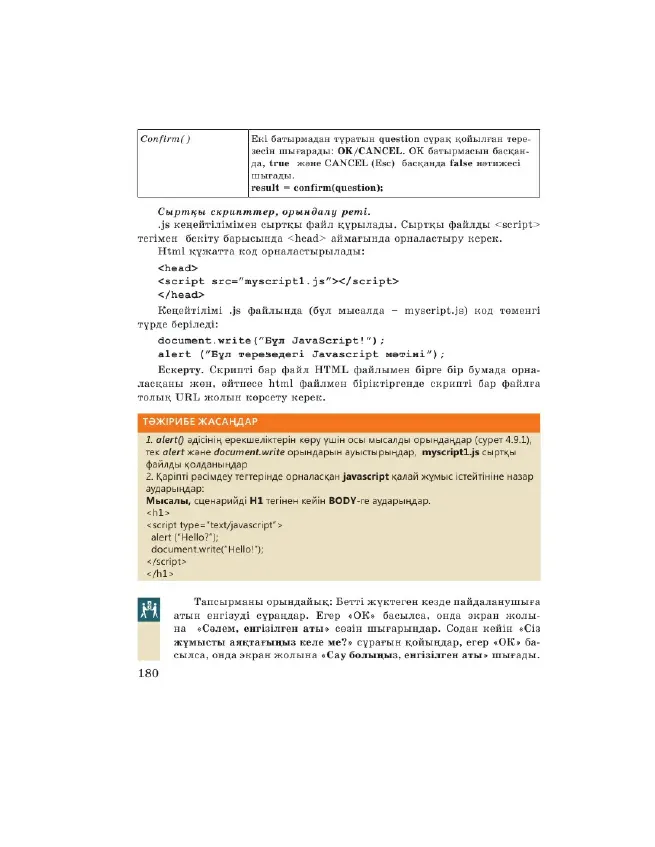 Confirm( )
Екі батырмадан тұратын question сұрақ қойылған тере-
зесін шығарады: OK/CANCEL. ОК батырмасын басқан-
да, true және CANCEL (Esc) басқанда false нәтижесі
шығады.
result = confirm(question);
Сыртқы скрипттер, орындалу реті.
.js кеңейтілімімен сыртқы файл құрылады. Сыртқы файлды <script>
тегімен бекіту барысында <head> аймағында орналастыру керек.
Html құжатта код орналастырылады:
<head>
<script src="myscript1.js"></script>
</head>
Кеңейтілімі .js файлында (бұл мысалда – myscript.js) код төменгі
түрде беріледі:
document.write("Бұл JavaScript!");
alert ("Бұл терезедегі Javascript мәтіні");
Ескерту. Скрипті бар файл HTML файлымен бірге бір бумада орна-
ласқаны жөн, әйтпесе html файлмен біріктіргенде скрипті бар файлға
толық URL жолын көрсету керек.
ТӘЖІРИБЕ ЖАСАҢДАР
1. alert() әдісінің ерекшеліктерін көру үшін осы мысалды орындаңдар (сурет 4.9.1),
тек alert және document.write орындарын ауыстырыңдар, myscript1.js сыртқы
файлды қолданыңдар
2. Қаріпті рәсімдеу тегтерінде орналасқан javascript қалай жұмыс істейтініне назар
аударыңдар:
Мысалы, сценарийді H1 тегінен кейін BODY-ге аударыңдар.
<h1>
<script type="text/javascript">
alert ("Hello?");
document.write("Hello!");
</script>
</h1>
Тапсырманы орындайық: Бетті жүктеген кезде пайдаланушыға
атын енгізуді сұраңдар. Егер «ОК» басылса, онда экран жолы-
на «Сәлем, енгізілген аты» сөзін шығарыңдар. Содан кейін «Сіз
жұмысты аяқтағыңыз келе ме?» сұрағын қойыңдар, егер «ОК» ба-
сылса, онда экран жолына «Сау болыңыз, енгізілген аты» шығады.
180